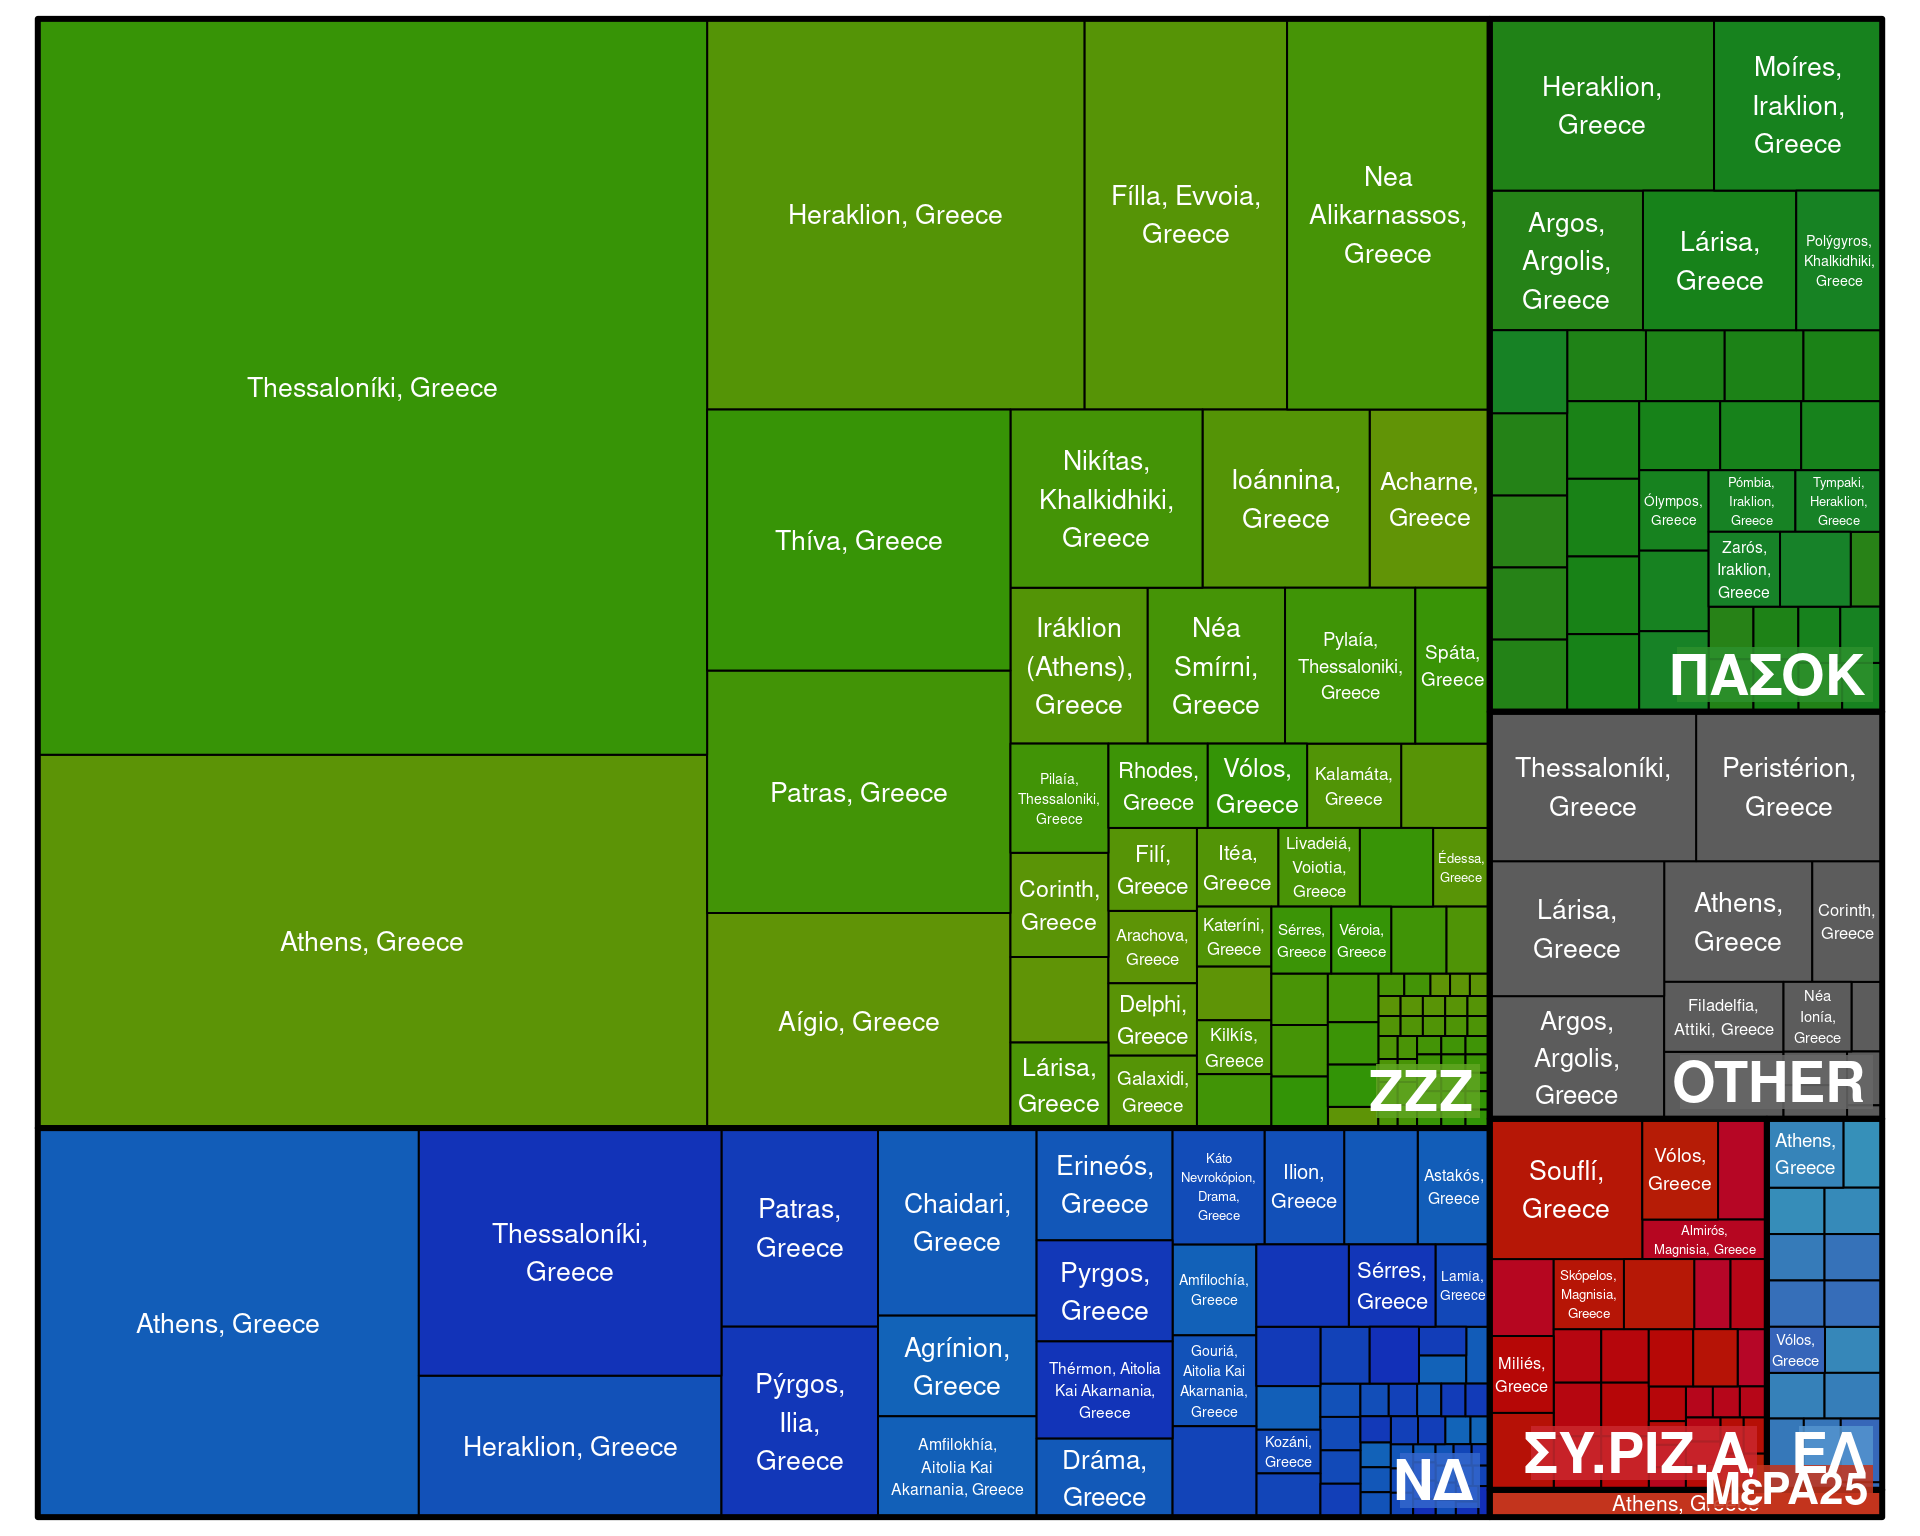 Thessaloníki, Greece
Athens, Greece
Heraklion, Greece
Fílla, Evvoia,
Greece
Nea
Alikarnassos,
Greece
Thíva, Greece
Patras, Greece
Aígio, Greece
Nikítas,
Khalkidhiki,
Greece
Ioánnina,
Greece
Acharne,
Greece
Iráklion
(Athens),
Greece
Néa
Smírni,
Greece
Pylaía,
Thessaloniki,
Greece
Spáta,
Greece
Pilaía,
Thessaloniki,
Greece
Rhodes,
Greece
Vólos,
Greece
Kalamáta,
Greece
Corinth,
Greece
Filí,
Greece
Itéa,
Greece
Livadeiá,
Voiotia,
Greece
Édessa,
Greece
Arachova,
Greece
Kateríni,
Greece
Sérres,
Greece
Véroia,
Greece
Delphi,
Greece
Kilkís,
Greece
Lárisa,
Greece
Galaxidi,
Greece
ZZZ
Heraklion,
Greece
Moíres,
Iraklion,
Greece
Argos,
Argolis,
Greece
Lárisa,
Greece
Polýgyros,
Khalkidhiki,
Greece
Ólympos,
Greece
Pómbia,
Iraklion,
Greece
Tympaki,
Heraklion,
Greece
Zarós,
Iraklion,
Greece
ΠΑΣΟΚ
Thessaloníki,
Greece
Peristérion,
Greece
Lárisa,
Greece
Athens,
Greece
Corinth,
Greece
Argos,
Argolis,
Greece
Filadelfia,
Attiki, Greece
Néa
Ionía,
Greece
OTHER
Athens, Greece
Thessaloníki,
Greece
Heraklion, Greece
Patras,
Greece
Pýrgos,
Ilia,
Greece
Chaidari,
Greece
Agrínion,
Greece
Amfilokhía,
Aitolia Kai
Akarnania, Greece
Erineós,
Greece
Pyrgos,
Greece
Thérmon, Aitolia
Kai Akarnania,
Greece
Dráma,
Greece
Káto
Nevrokópion,
Drama,
Greece
Ilion,
Greece
Astakós,
Greece
Amfilochía,
Greece
Sérres,
Greece
Lamía,
Greece
Gouriá,
Aitolia Kai
Akarnania,
Greece
Kozáni,
Greece
ΝΔ
Souflí,
Greece
Vólos,
Greece
Almirós,
Magnisia, Greece
Skópelos,
Magnisia,
Greece
Miliés,
Greece
ΣΥ.ΡΙΖ.Α.
Athens,
Greece
Vólos,
Greece
ΕΛ
Athens, Greece
ΜέΡΑ25